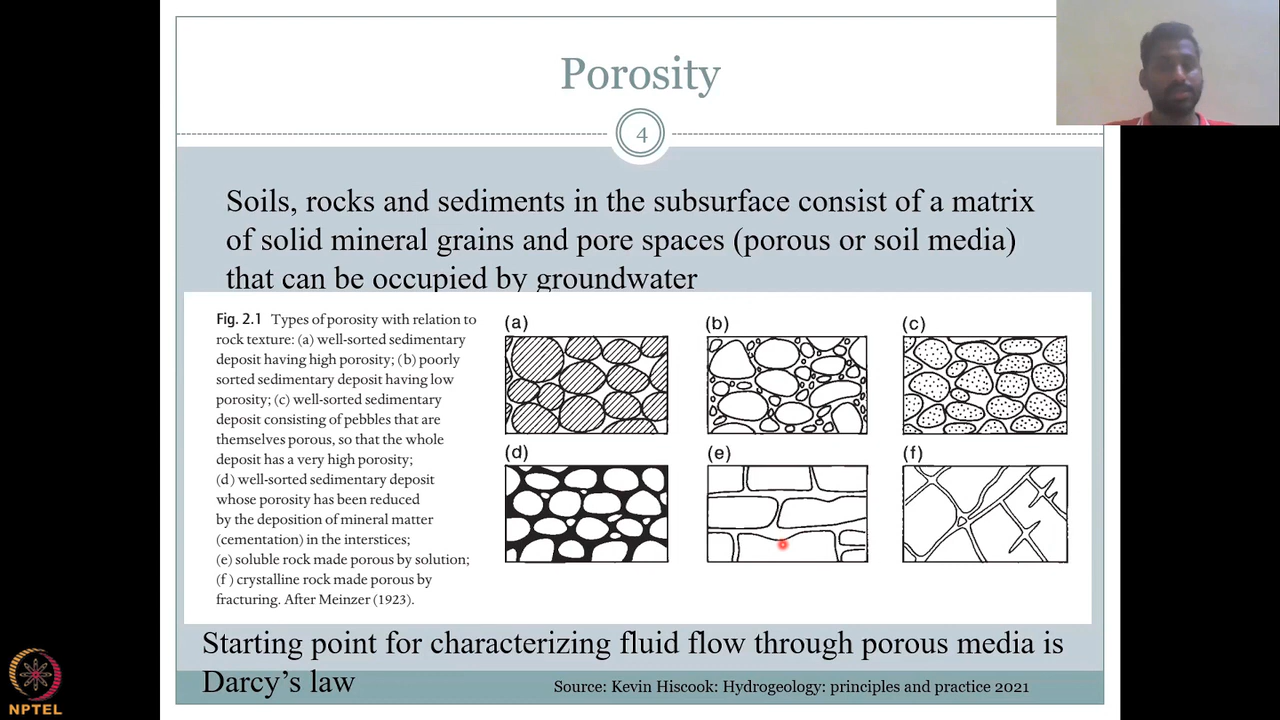 Porosity
4
Soils, rocks and sediments in the subsurface consist of a matrix
of solid mineral grains and pore spaces (porous or soil media)
that can be occupied by groundwater
Fig. 2.1 Types of porosity with relation to
rock texture: (a) well-sorted sedimentary
deposit having high porosity; (b) poorly
sorted sedimentary deposit having low
porosity; (c) well-sorted sedimentary
deposit consisting of pebbles that are
themselves porous, so that the whole
deposit has a very high porosity;
(d) well-sorted sedimentary deposit
whose porosity has been reduced
by the deposition of mineral matter
(cementation) in the interstices;
(e) soluble rock made porous by solution;
(f) crystalline rock made porous by
fracturing. After Meinzer (1923).
(a)
(b)
(c)
(d)
(e)
(f)
Starting point for characterizing fluid flow through porous media is
Darcy’s law
Source: Kevin Hiscook: Hydrogeology: principles and practice 2021
NPTEL